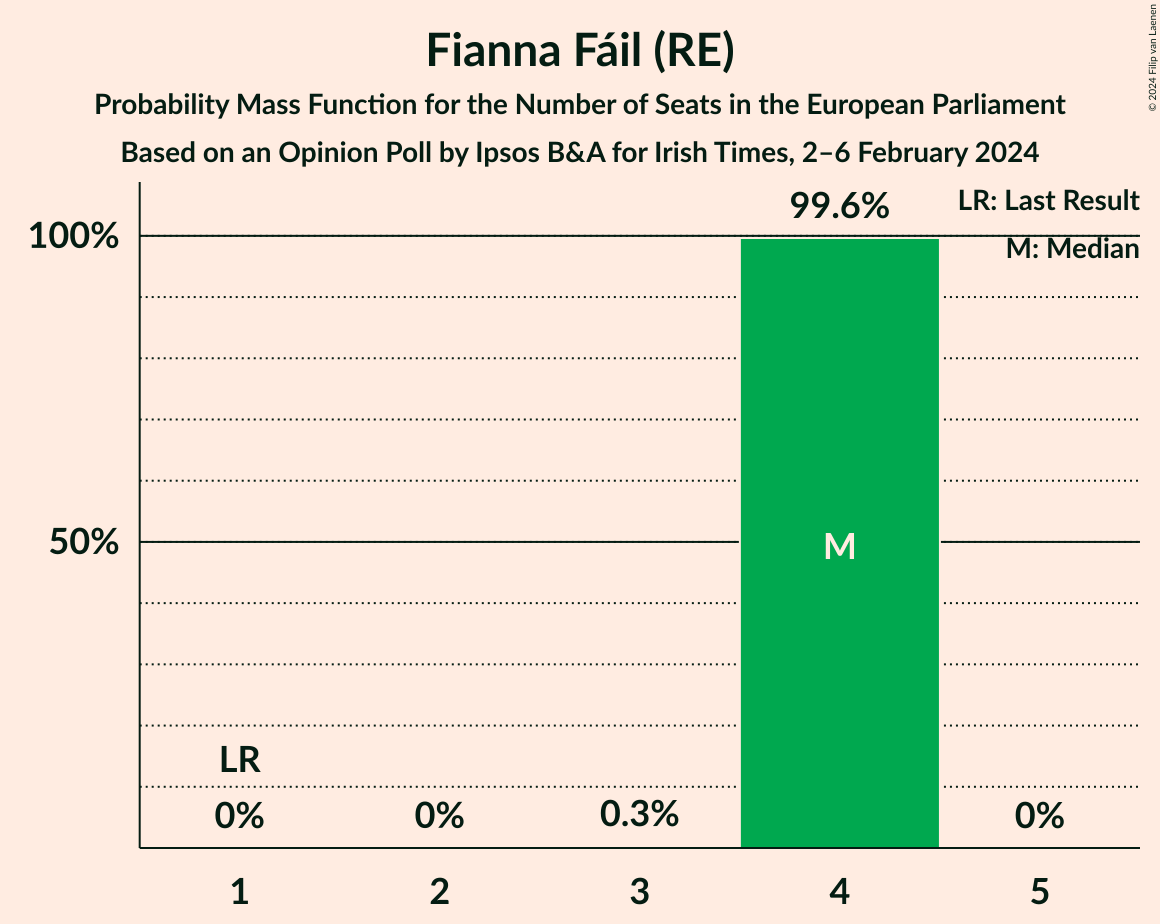 Fianna Fáil (RE)
Probability Mass Function for the Number of Seats in the European Parliament
Based on an Opinion Poll by Ipsos B&A for Irish Times, 2–6 February 2024
© 2024 Filip van Laenen
LR: Last Result
M: Median
99.6%
100%
50%
M
LR
0%
0%
0.3%
0%
1
2
3
4
5